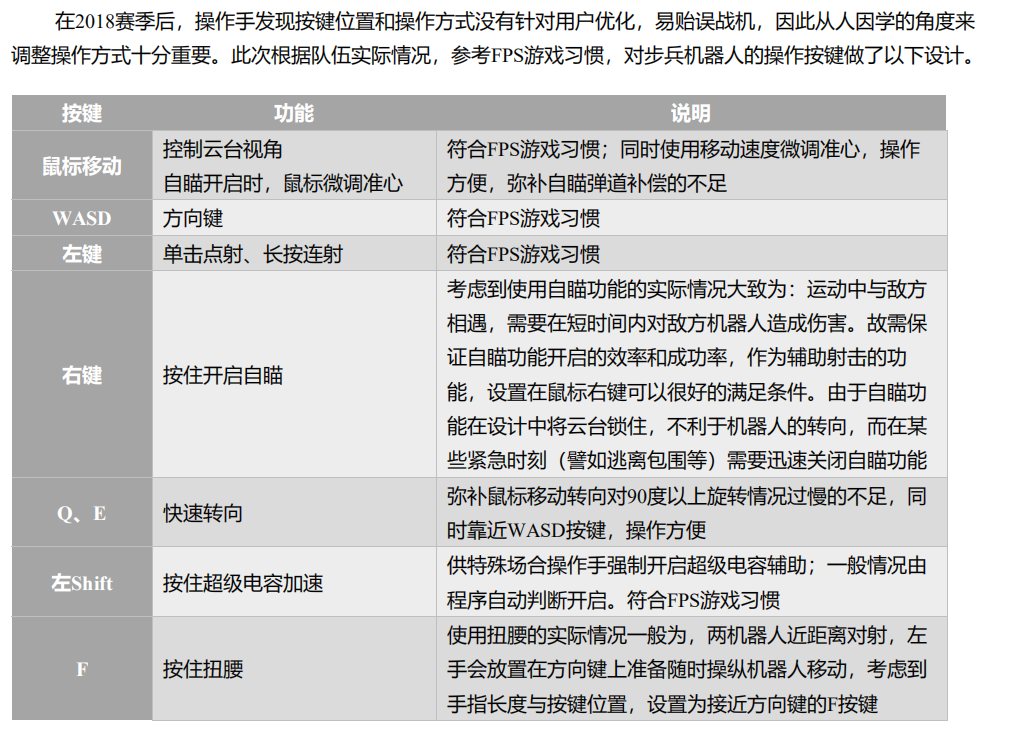 在2018赛季后，操作手发现按键位置和操作方式没有针对用户优化，易贻误战机，因此从人因学的角度来
调整操作方式十分重要。此次根据队伍实际情况，参考FPS游戏习惯，对步兵机器人的操作按键做了以下设计。
按键 功能 说明
鼠标移动
控制云台视角
自瞄开启时，鼠标微调准心
符合FPS游戏习惯；同时使用移动速度微调准心，操作
方便，弥补自瞄弹道补偿的不足
WASD 方向键 符合FPS游戏习惯
左键 单击点射、长按连射 符合FPS游戏习惯
右键
按住开启自瞄
考虑到使用自瞄功能的实际情况大致为：运动中与敌方
相遇，需要在短时间内对敌方机器人造成伤害。故需保
证自瞄功能开启的效率和成功率，作为辅助射击的功
能，设置在鼠标右键可以很好的满足条件。由于自瞄功
能在设计中将云台锁住，不利于机器人的转向，而在某
些紧急时刻（譬如逃离包围等）需要迅速关闭自瞄功能
Q、E
快速转向
弥补鼠标移动转向对90度以上旋转情况过慢的不足，同
时靠近WASD按键，操作方便
左Shift
按住超级电容加速
供特殊场合操作手强制开启超级电容辅助；一般情况由
程序自动判断开启。符合FPS游戏习惯
F
按住扭腰
使用扭腰的实际情况一般为，两机器人近距离对射，左
手会放置在方向键上准备随时操纵机器人移动，考虑到
手指长度与按键位置，设置为接近方向键的F按键